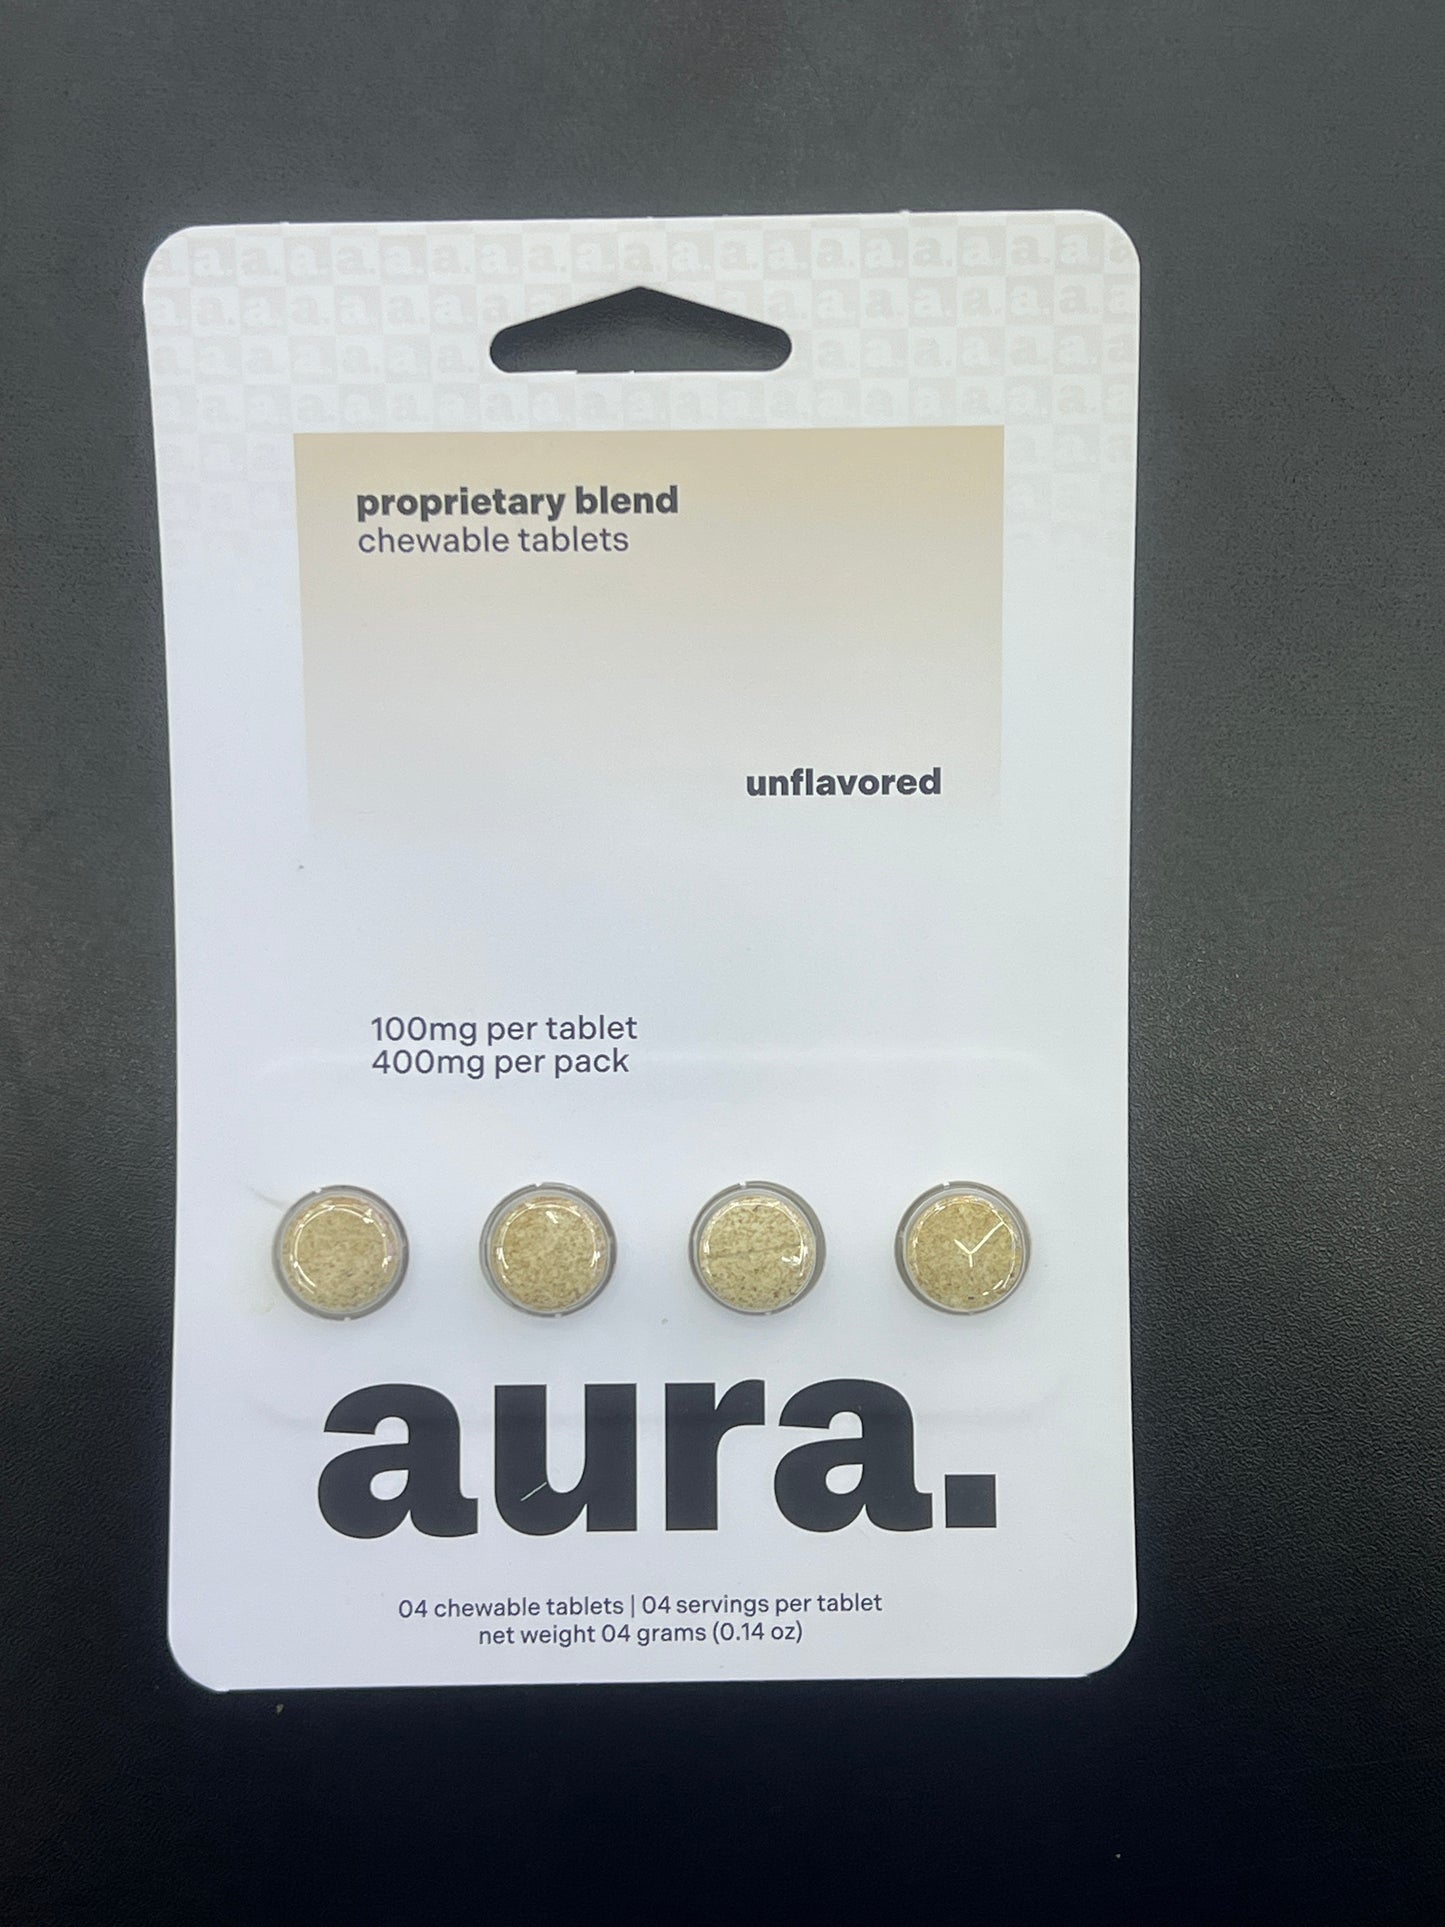 proprietary blend
chewable tablets
unflavored
100mg per tablet
400mg per pack
aura.
04 chewable tablets | 04 servings per tablet
net weight 04 grams (0.14 oz)